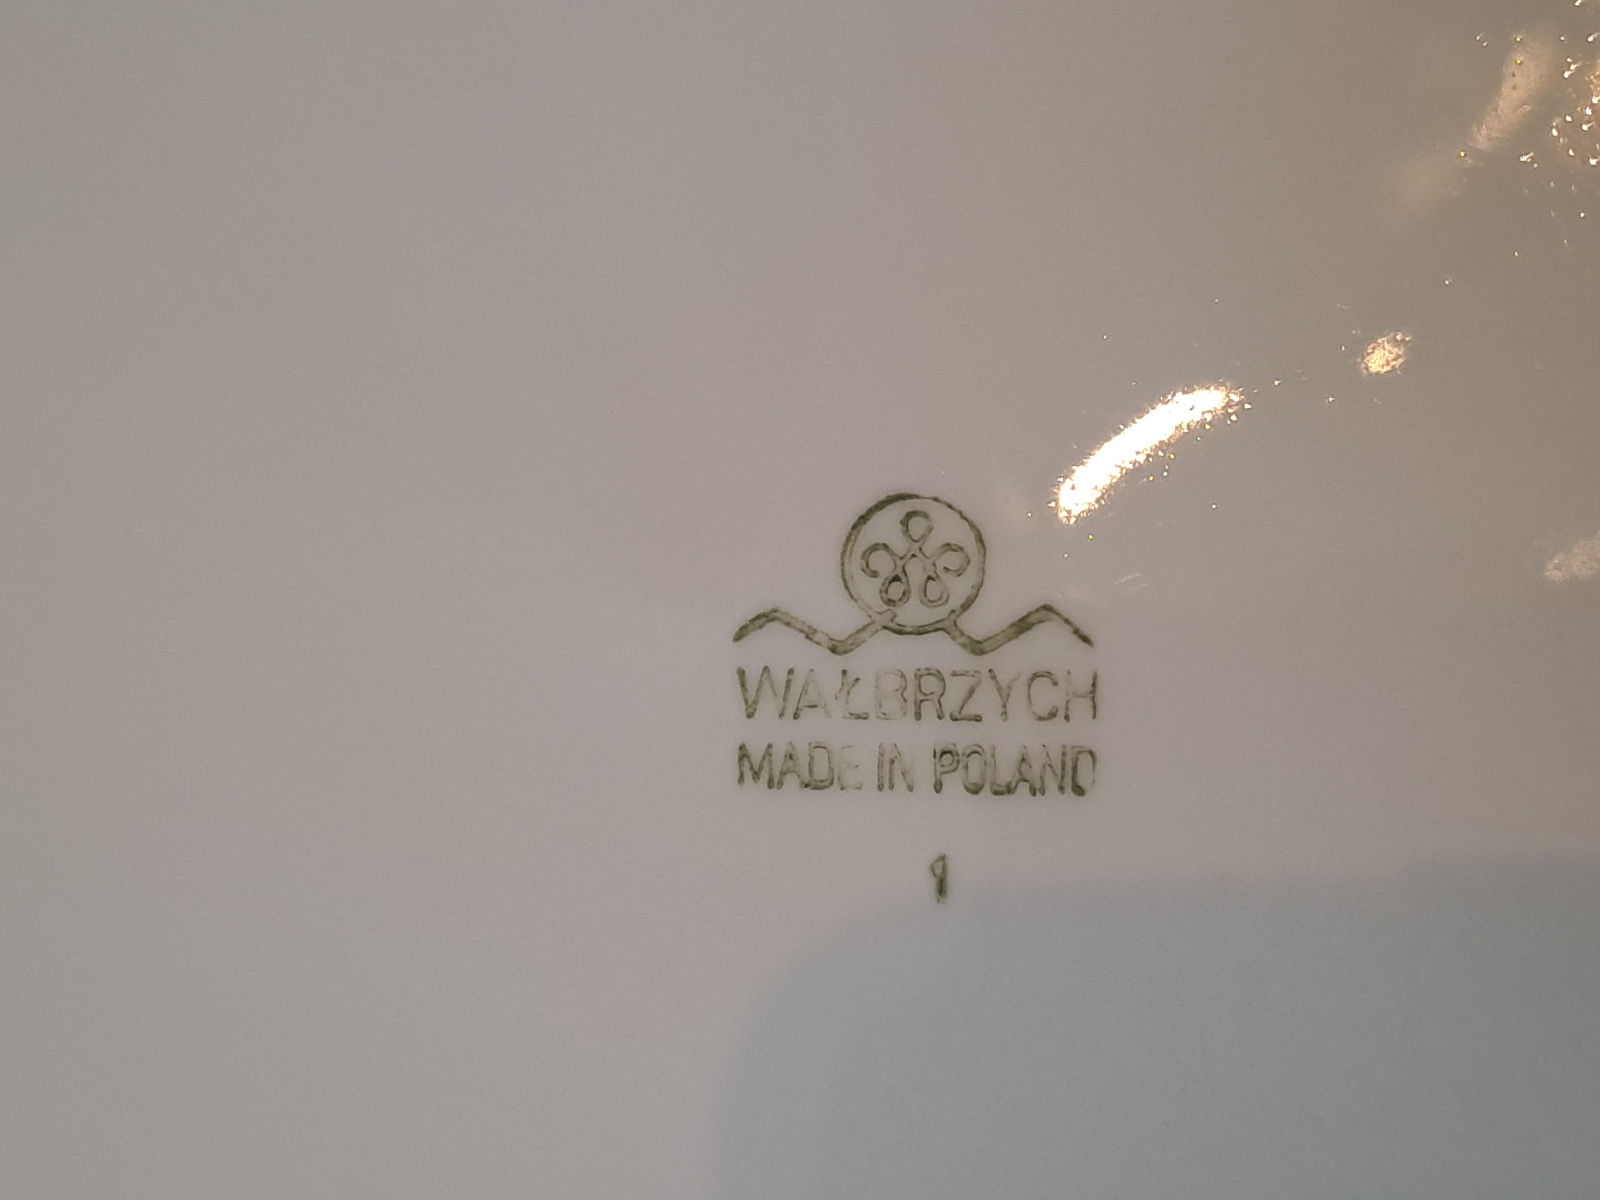 WAŁBRZYCH
MADE IN POLAND
1